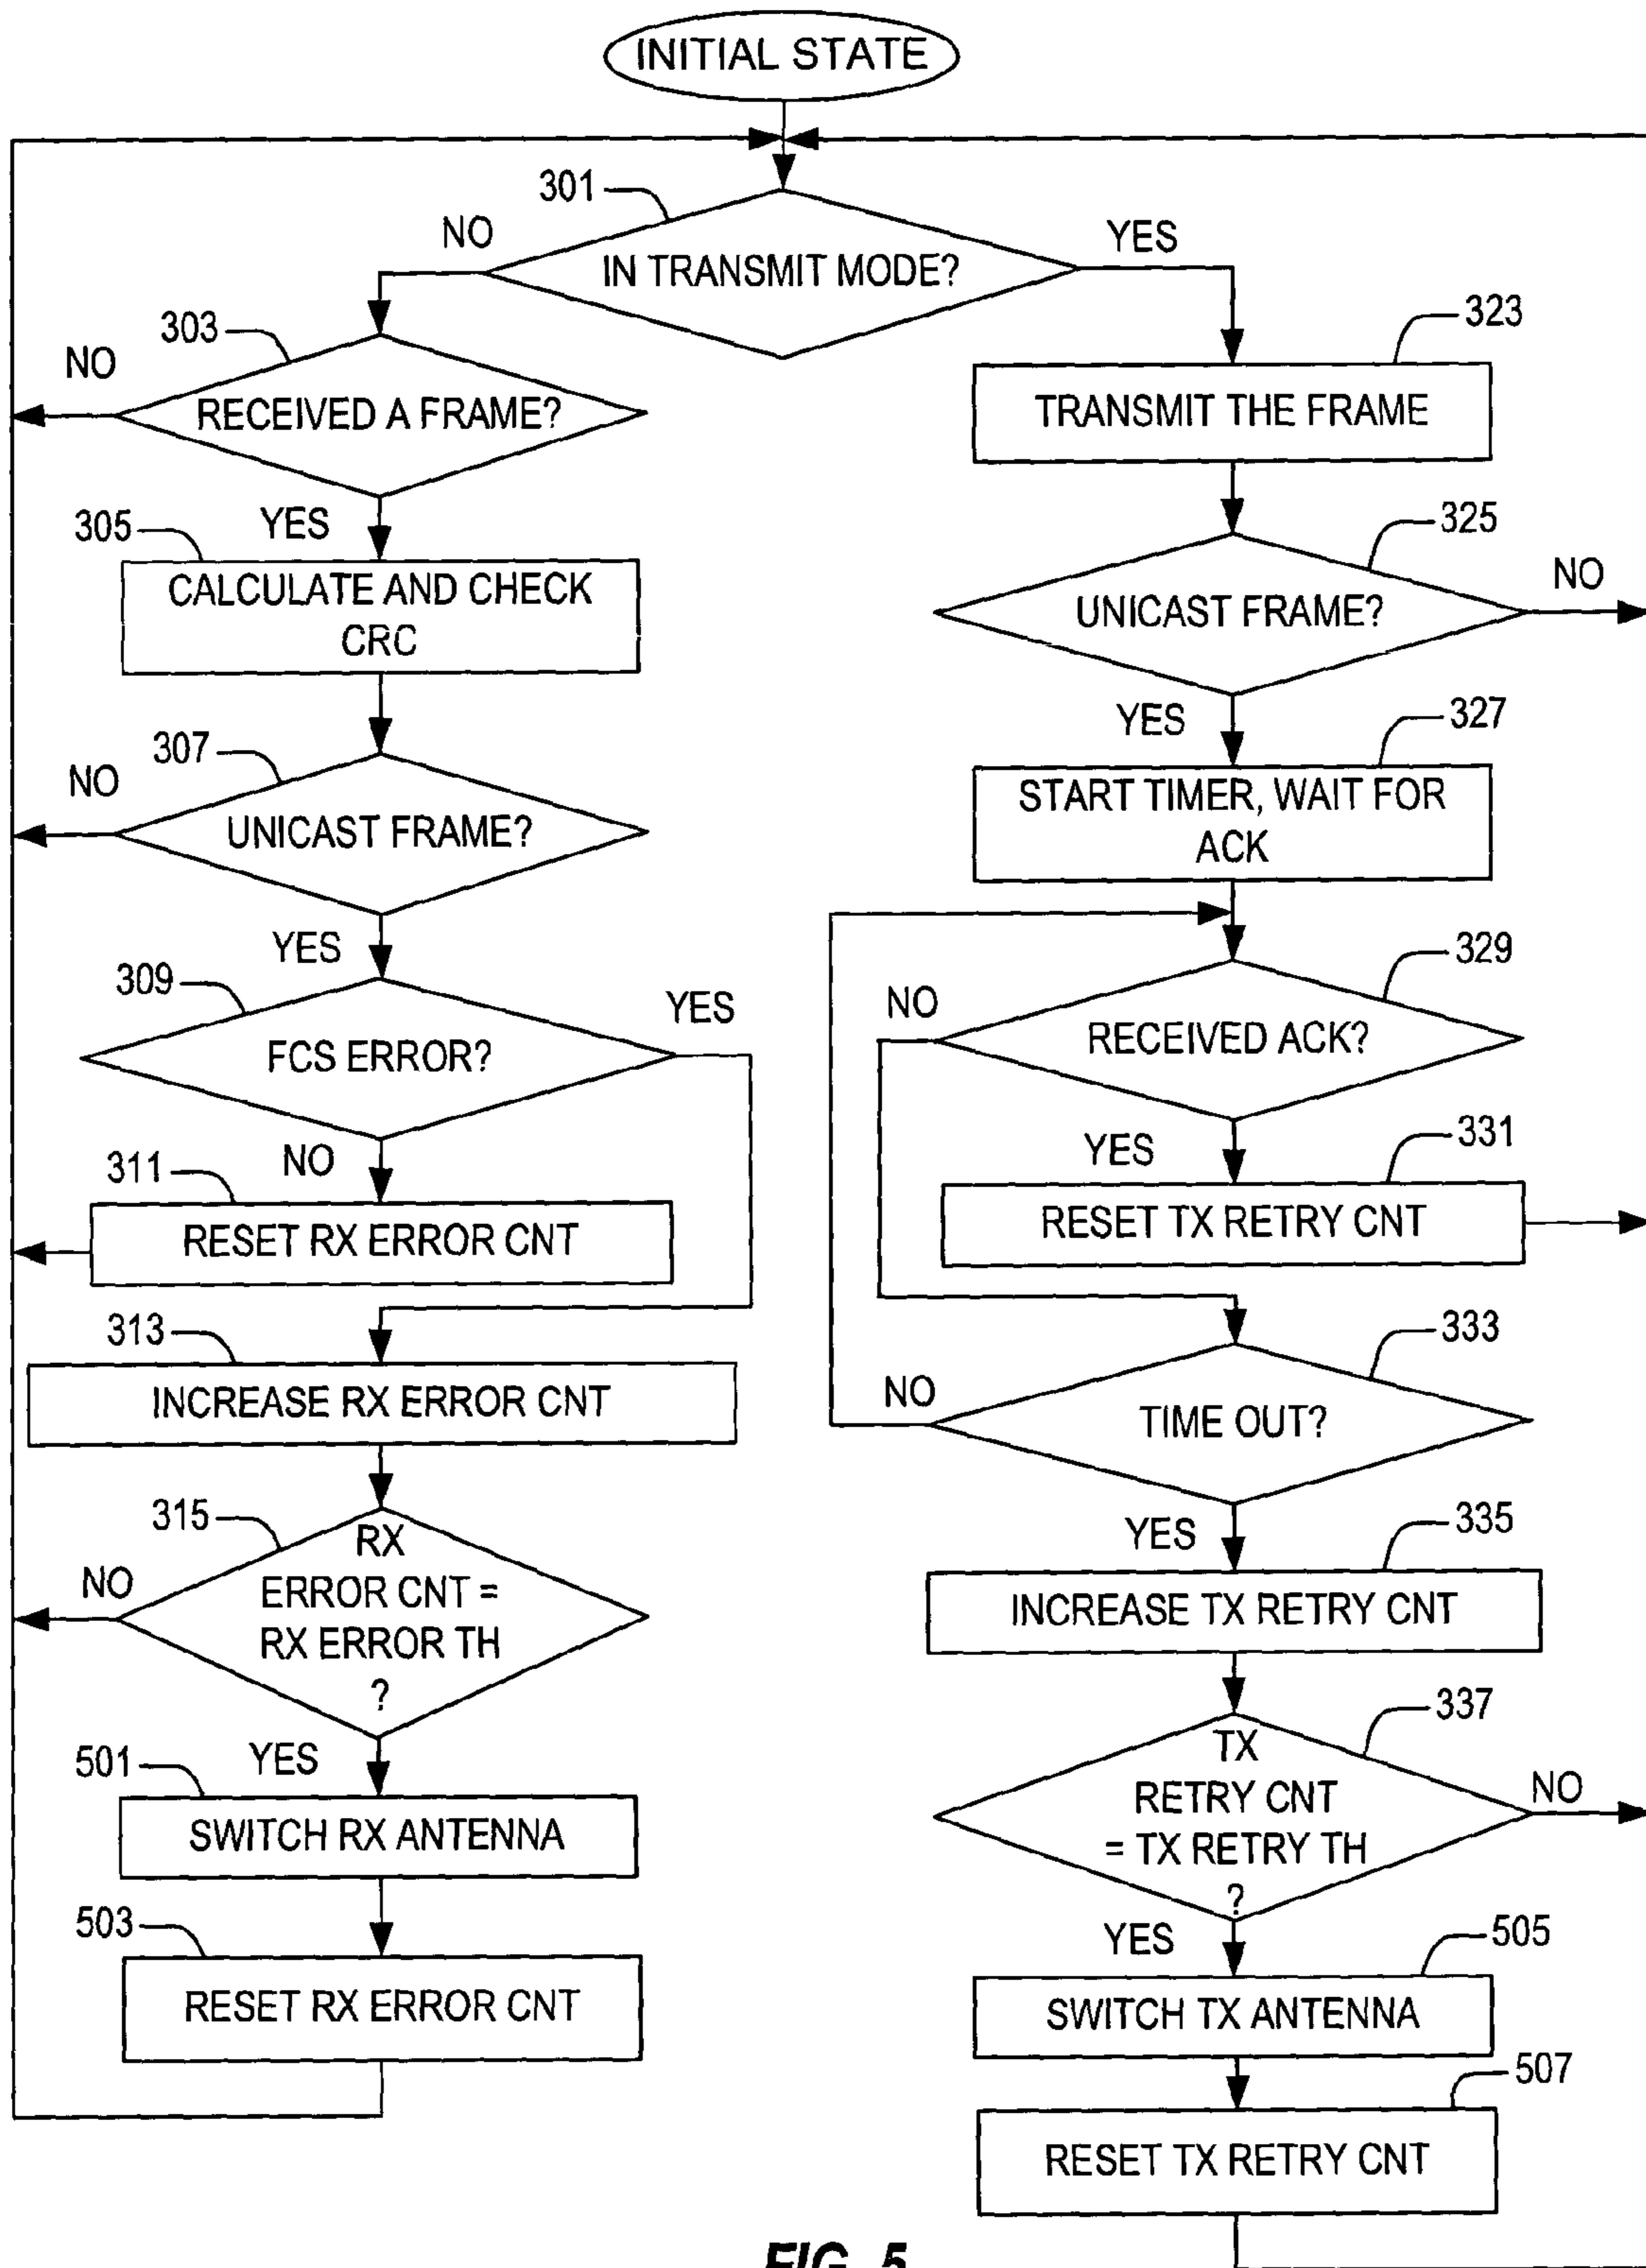 INITIAL STATE
301
NO
YES
IN TRANSMIT MODE?
303
NO
RECEIVED A FRAME?
YES
305
CALCULATE AND CHECK
CRC
307
NO
UNICAST FRAME?
YES
309
YES
FCS ERROR?
NO
311
RESET RX ERROR CNT
313
INCREASE RX ERROR CNT
315
NO
RX
ERROR CNT =
RX ERROR TH
?
YES
501
SWITCH RX ANTENNA
503
RESET RX ERROR CNT
323
TRANSMIT THE FRAME
325
NO
UNICAST FRAME?
YES
327
START TIMER, WAIT FOR
ACK
329
NO
RECEIVED ACK?
YES
331
RESET TX RETRY CNT
333
NO
TIME OUT?
YES
335
INCREASE TX RETRY CNT
337
NO
TX
RETRY CNT
= TX RETRY TH
?
YES
505
SWITCH TX ANTENNA
507
RESET TX RETRY CNT
FIG. 5